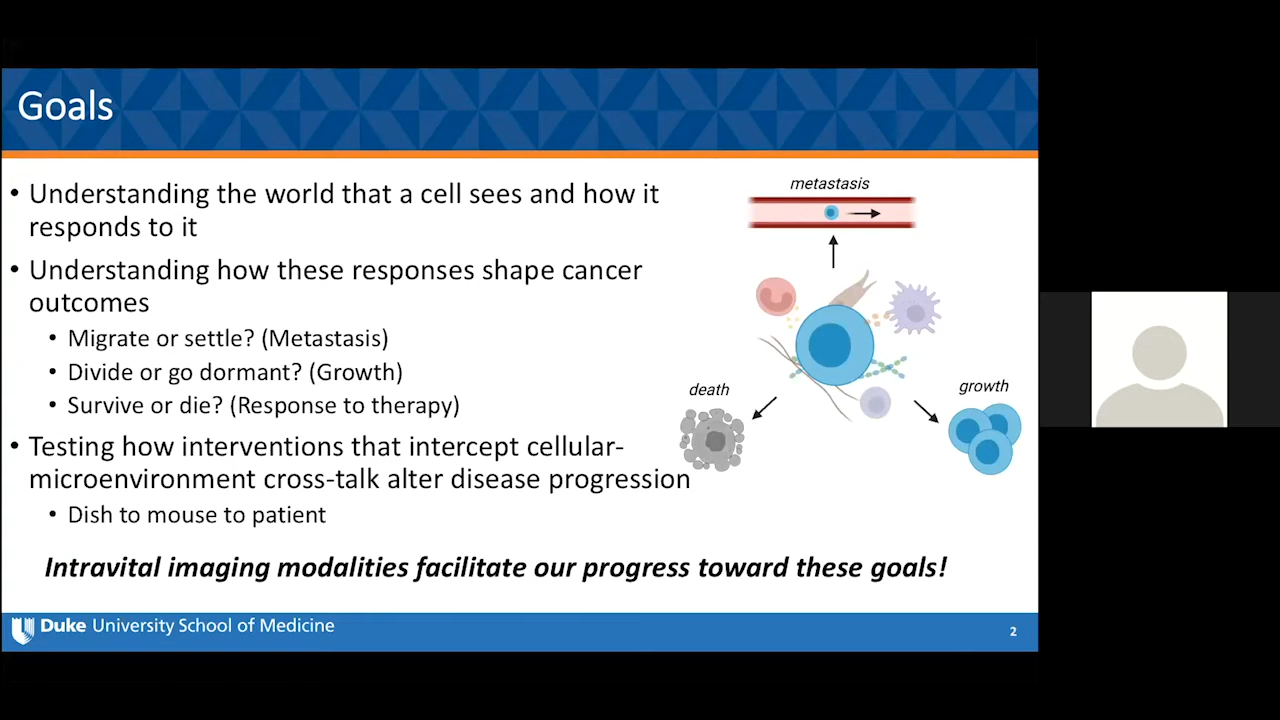 Goals
• Understanding the world that a cell sees and how it
responds to it
• Understanding how these responses shape cancer
outcomes
• Migrate or settle? (Metastasis)
• Divide or go dormant? (Growth)
• Survive or die? (Response to therapy)
• Testing how interventions that intercept cellular-
microenvironment cross-talk alter disease progression
• Dish to mouse to patient
metastasis
death
growth
Intravital imaging modalities facilitate our progress toward these goals!
Duke University School of Medicine
2